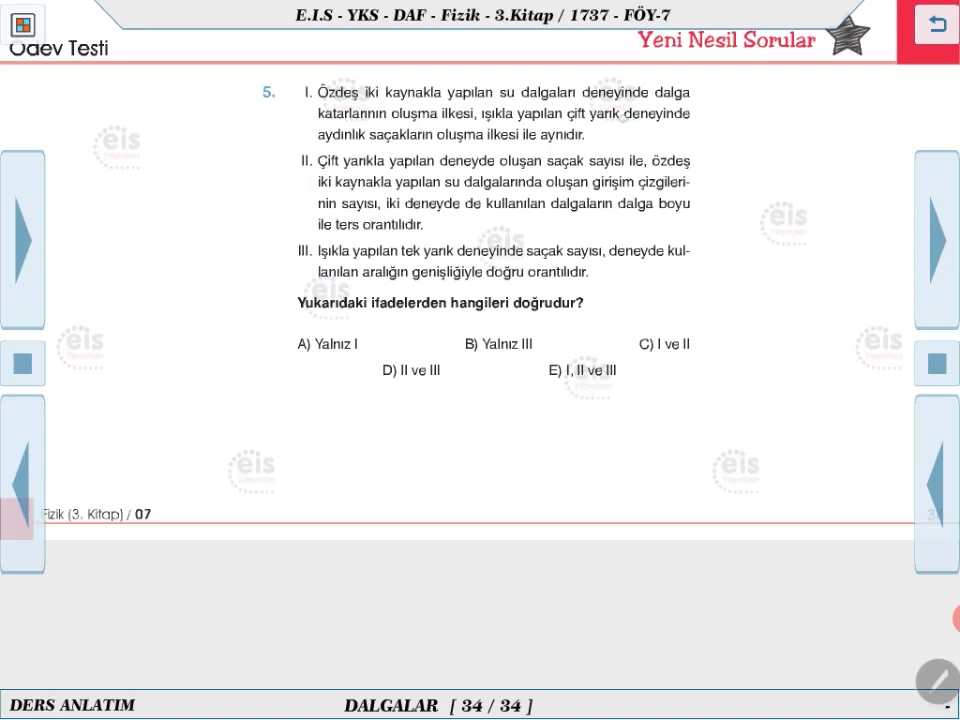 E.I.S - YKS - DAF - Fizik - 3.Kitap / 1737 - FÖY-7
Ödev Testi
Yeni Nesil Sorular
5. I. Özdeş iki kaynakla yapılan su dalgaları deneyinde dalga
katarlarının oluşma ilkesi, ışıkla yapılan çift yarık deneyinde
aydınlık saçakların oluşma ilkesi ile aynıdır.
II. Çift yarıkla yapılan deneyde oluşan saçak sayısı ile, özdeş
iki kaynakla yapılan su dalgalarında oluşan girişim çizgileri-
nin sayısı, iki deneyde de kullanılan dalgaların dalga boyu
ile ters orantılıdır.
III. Işıkla yapılan tek yarık deneyinde saçak sayısı, deneyde kul-
lanılan aralığın genişliğiyle doğru orantılıdır.
Yukarıdaki ifadelerden hangileri doğrudur?
A) Yalnız I B) Yalnız III C) I ve II
D) II ve III E) I, II ve III
eis
Yayınları
Fizik (3. Kitap) / 07
DERS ANLATIM DALGALAR [ 34 / 34 ] -